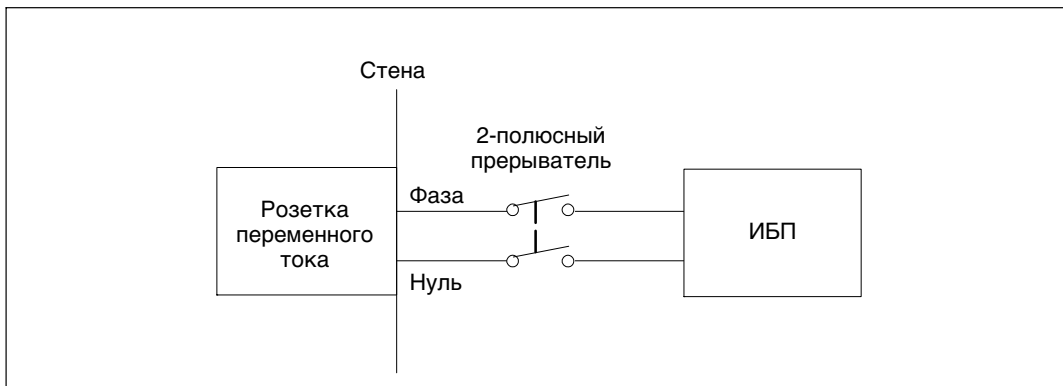 Стена
2-полюсный
прерыватель
Фаза
Розетка
переменного
тока
ИБП
Нуль